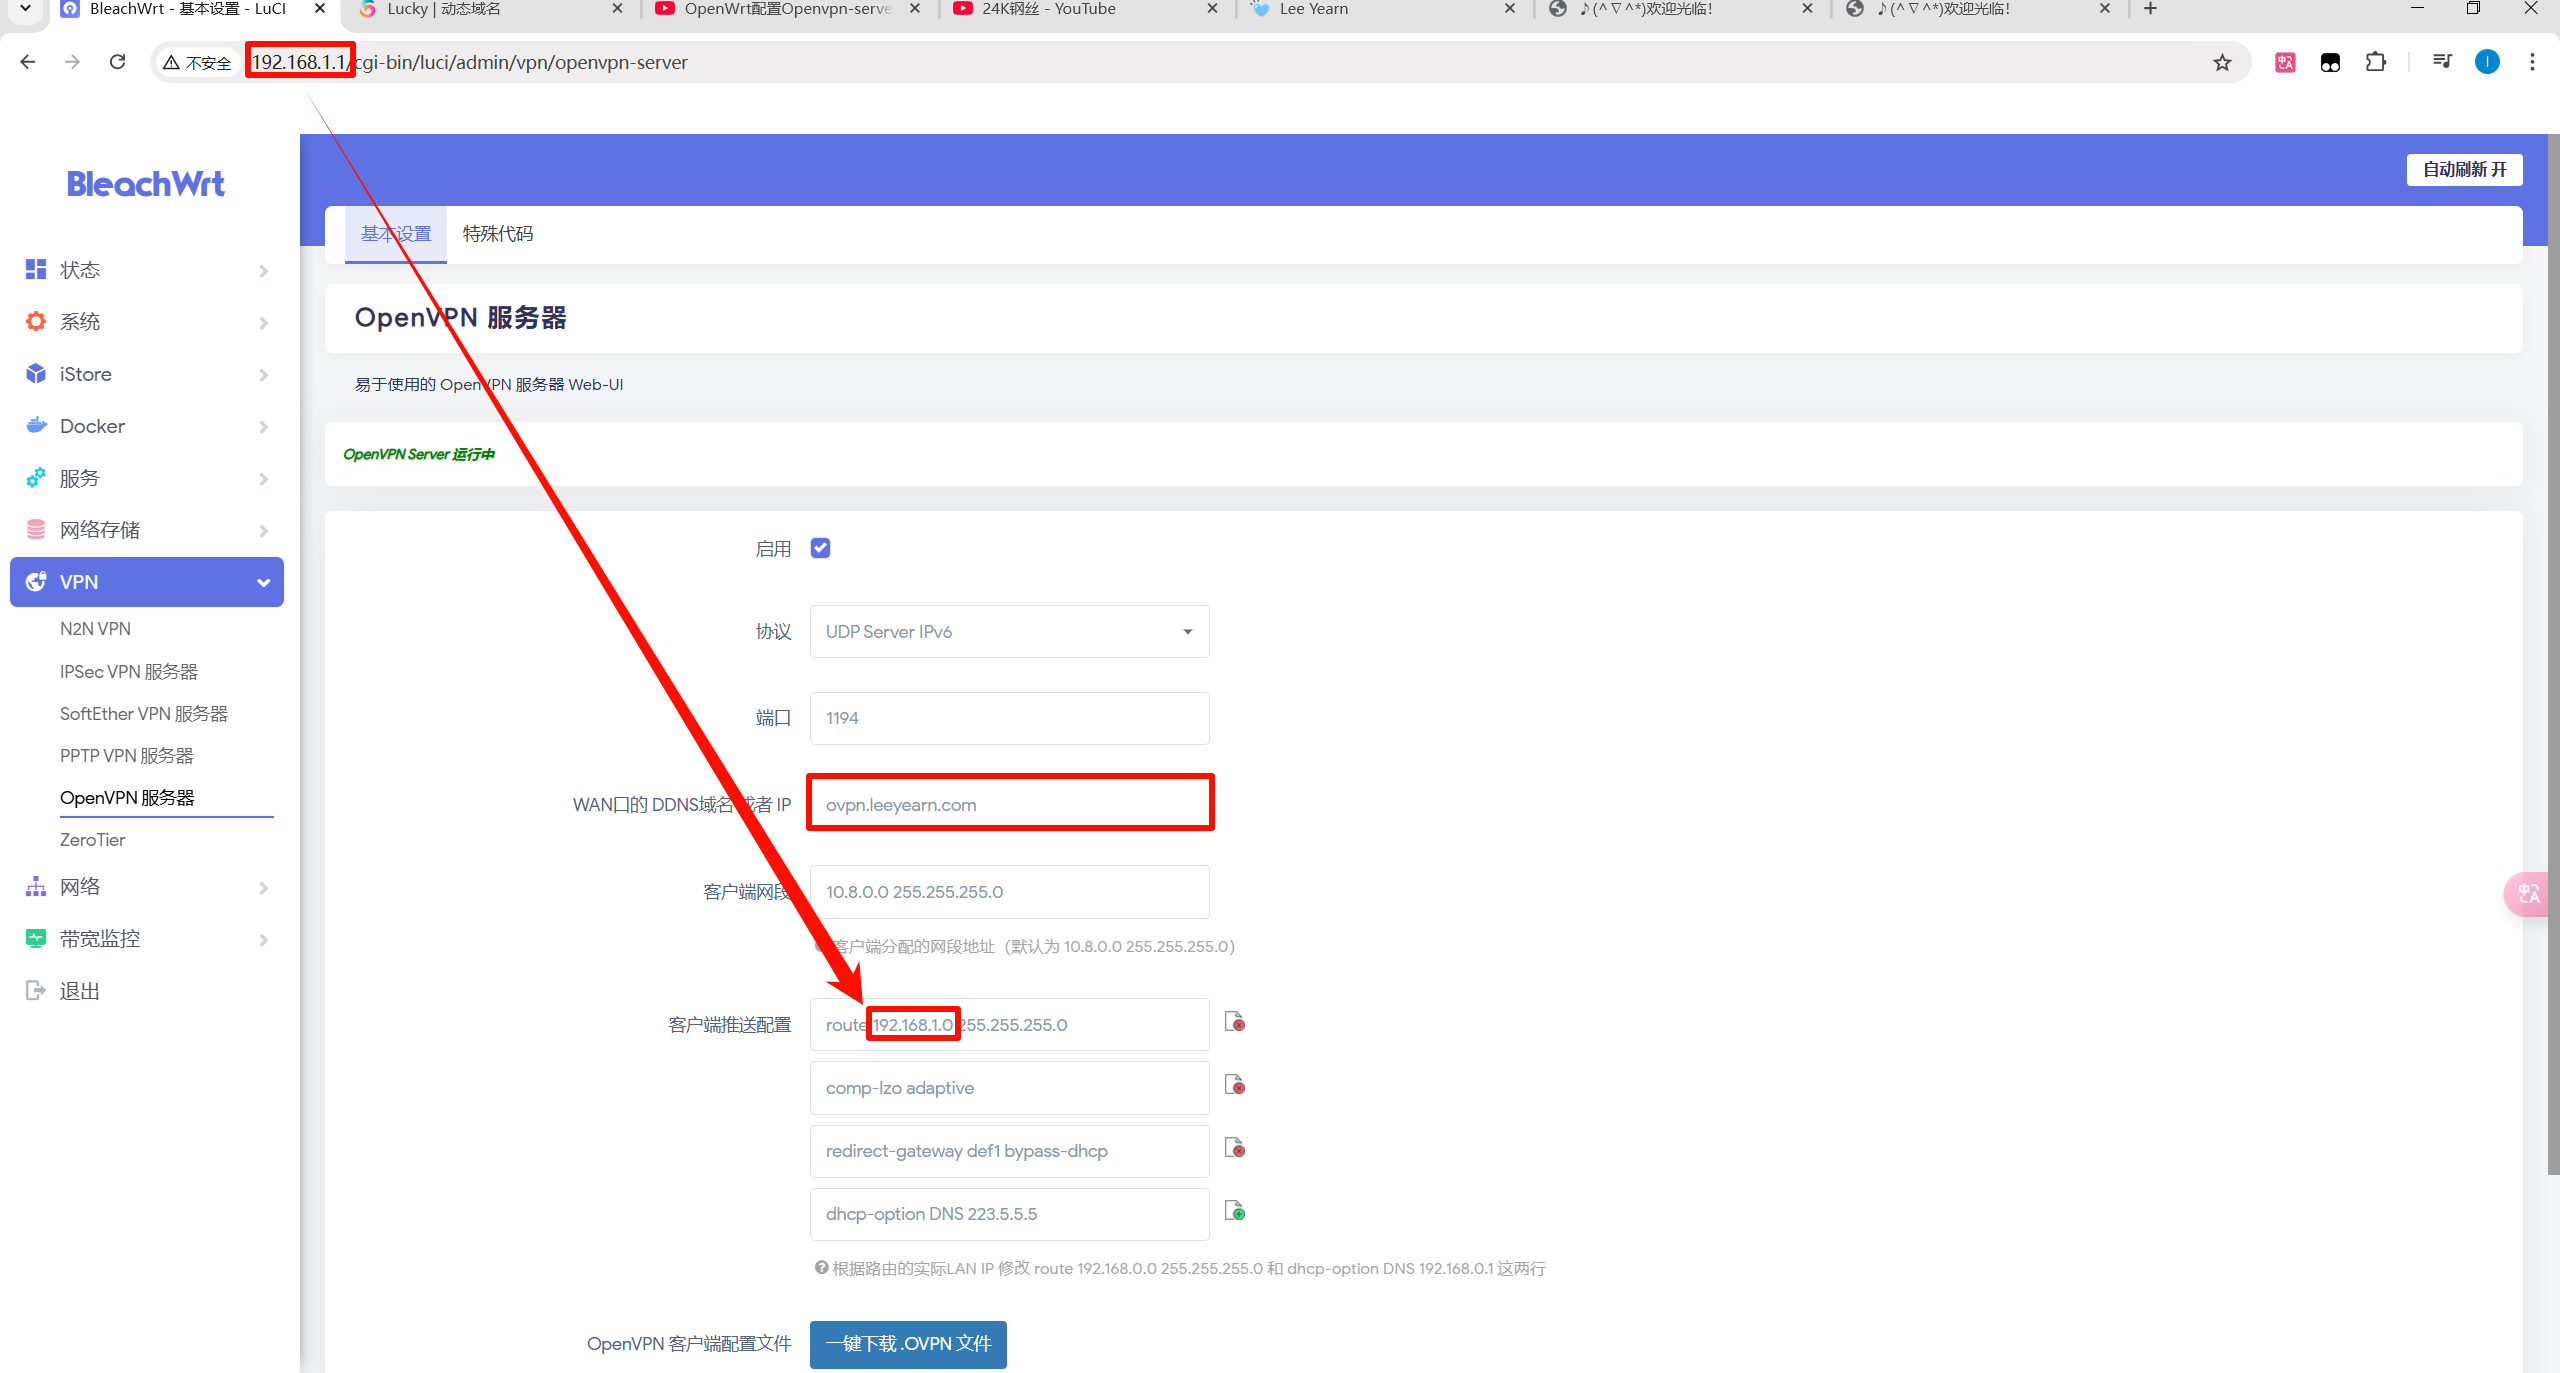 BleachWrt - 基本设置 - LuCI
Lucky | 动态域名
OpenWrt配置Openvpn-serve
24K钢丝 - YouTube
Lee Yearn
♪(^∇^*)欢迎光临!
♪(^∇^*)欢迎光临!
不安全
192.168.1.1/cgi-bin/luci/admin/vpn/openvpn-server
BleachWrt
自动刷新 开
基本设置
特殊代码
状态
系统
iStore
Docker
服务
网络存储
VPN
N2N VPN
IPSec VPN 服务器
SoftEther VPN 服务器
PPTP VPN 服务器
OpenVPN 服务器
ZeroTier
网络
带宽监控
退出
OpenVPN 服务器
易于使用的 OpenVPN 服务器 Web-UI
OpenVPN Server 运行中
启用
协议
UDP Server IPv6
端口
1194
WAN口的 DDNS域名或者 IP
ovpn.leeyearn.com
客户端网段
10.8.0.0 255.255.255.0
客户端分配的网段地址（默认为 10.8.0.0 255.255.255.0）
客户端推送配置
route 192.168.1.0 255.255.255.0
comp-lzo adaptive
redirect-gateway def1 bypass-dhcp
dhcp-option DNS 223.5.5.5
根据路由的实际LAN IP 修改 route 192.168.0.0 255.255.255.0 和 dhcp-option DNS 192.168.0.1 这两行
OpenVPN 客户端配置文件
一键下载 .OVPN 文件